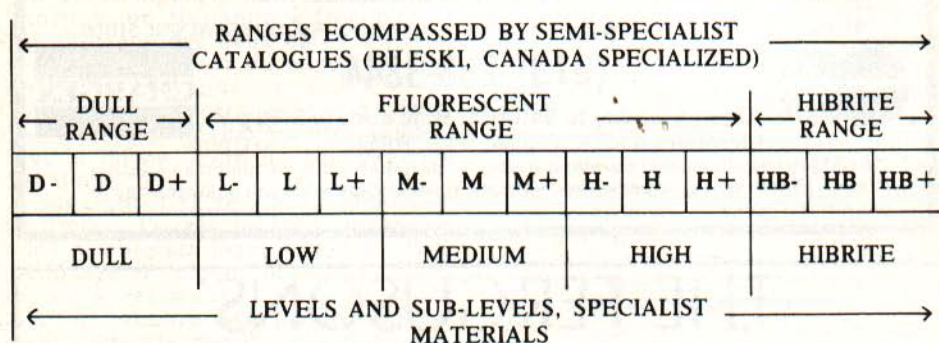 RANGES ECOMPASSED BY SEMI-SPECIALIST
CATALOGUES (BILESKI, CANADA SPECIALIZED)
DULL RANGE
FLUORESCENT RANGE
HIBRITE RANGE
D- D D+ L- L L+ M- M M+ H- H H+ HB- HB HB+
DULL LOW MEDIUM HIGH HIBRITE
LEVELS AND SUB-LEVELS, SPECIALIST
MATERIALS